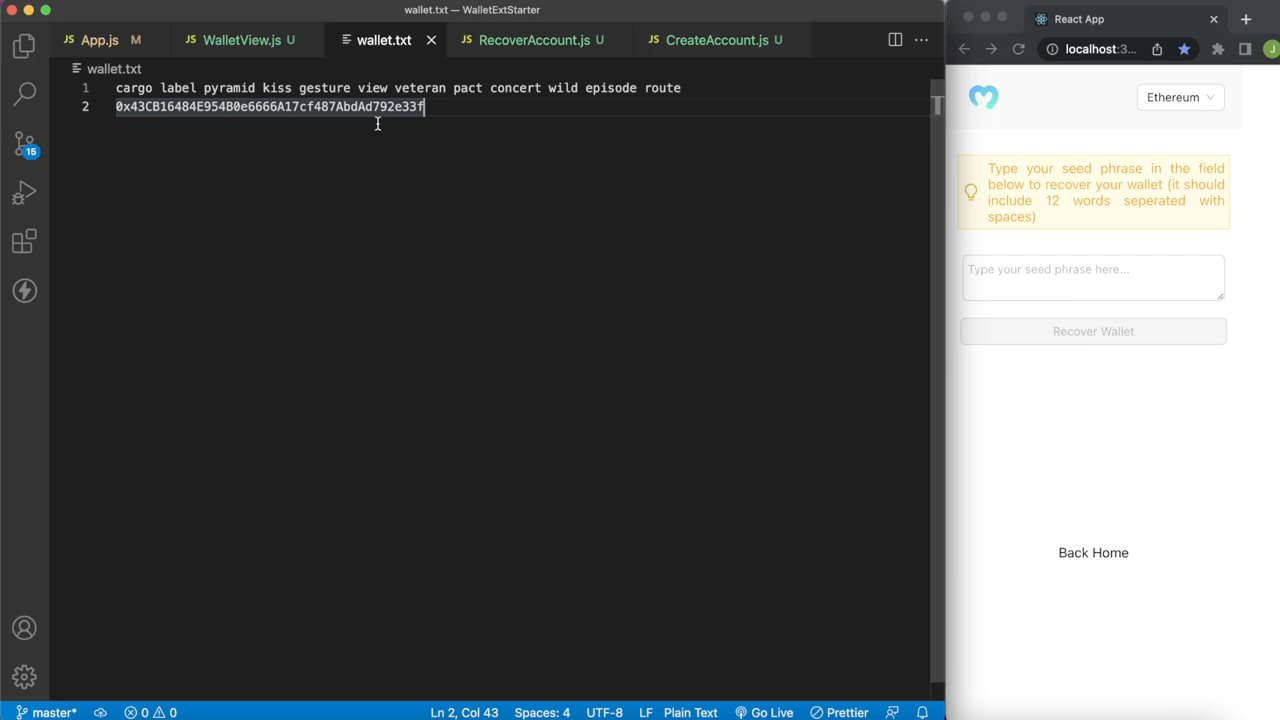 wallet.txt — WalletExtStarter
JS App.js M
JS WalletView.js U
wallet.txt
JS RecoverAccount.js U
JS CreateAccount.js U
wallet.txt
1 cargo label pyramid kiss gesture view veteran pact concert wild episode route
2 0x43CB16484E954B0e6666A17cf487AbdAd792e33f
15
master*
0 0
Ln 2, Col 43 Spaces: 4 UTF-8 LF Plain Text Go Live Prettier
React App
localhost:3...
J
Ethereum
Type your seed phrase in the field
below to recover your wallet (it should
include 12 words seperated with
spaces)
Type your seed phrase here...
Recover Wallet
Back Home